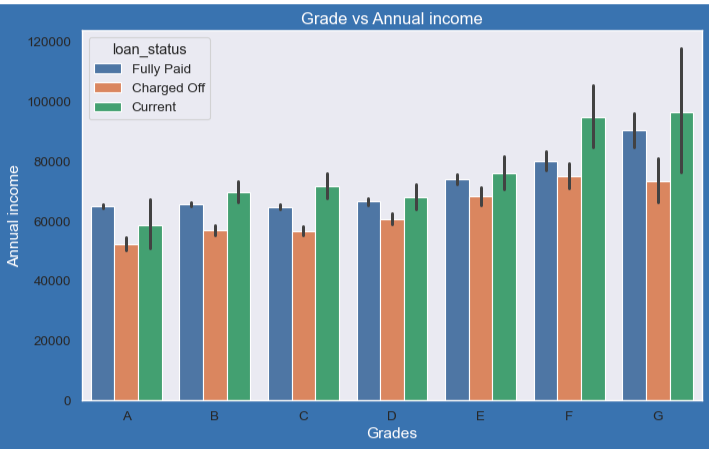 Grade vs Annual income
120000
100000
80000
60000
40000
20000
0
Annual income
loan_status
Fully Paid
Charged Off
Current
A B C D E F G
Grades